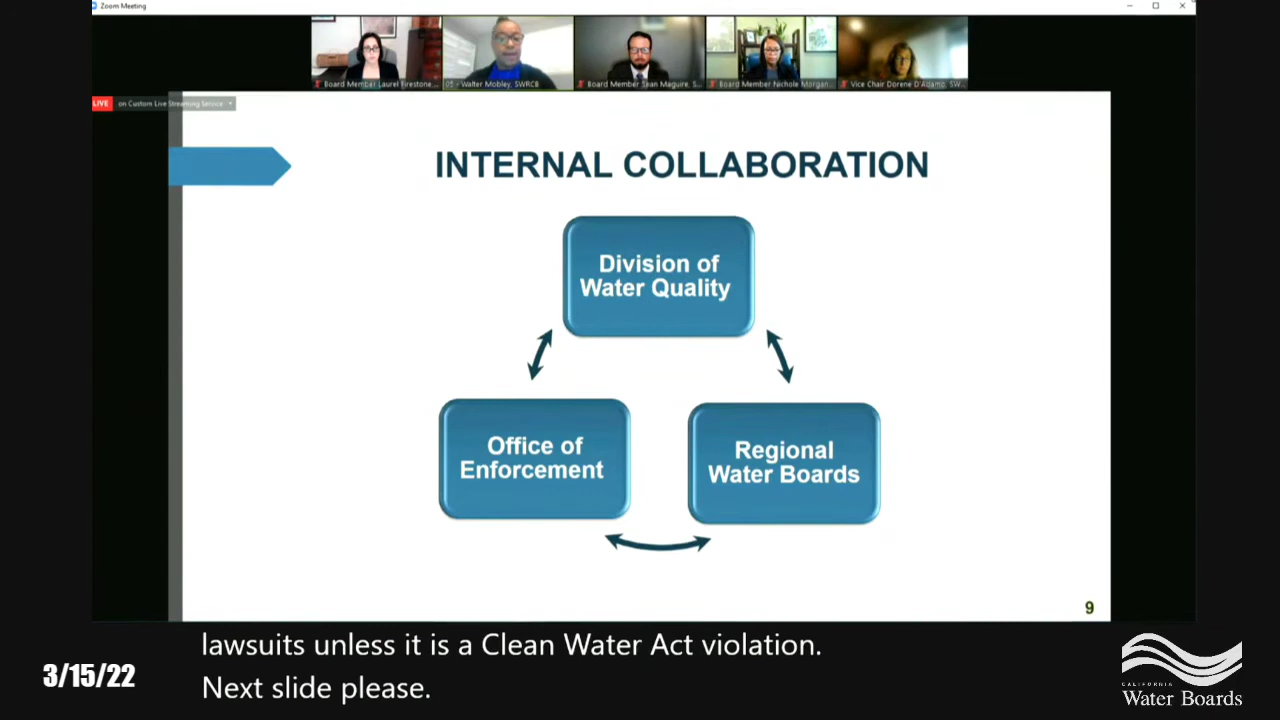 Zoom Meeting
Board Member Laurel Firestone...
05 - Walter Mobley, SWRCB
Board Member Sean Maguire, S...
Board Member Nichole Morgan...
Vice Chair Dorene D'Adamo, SW...
LIVE on Custom Live Streaming Service
INTERNAL COLLABORATION
Division of
Water Quality
Office of
Enforcement
Regional
Water Boards
9
lawsuits unless it is a Clean Water Act violation.
Next slide please.
3/15/22
CALIFORNIA
Water Boards